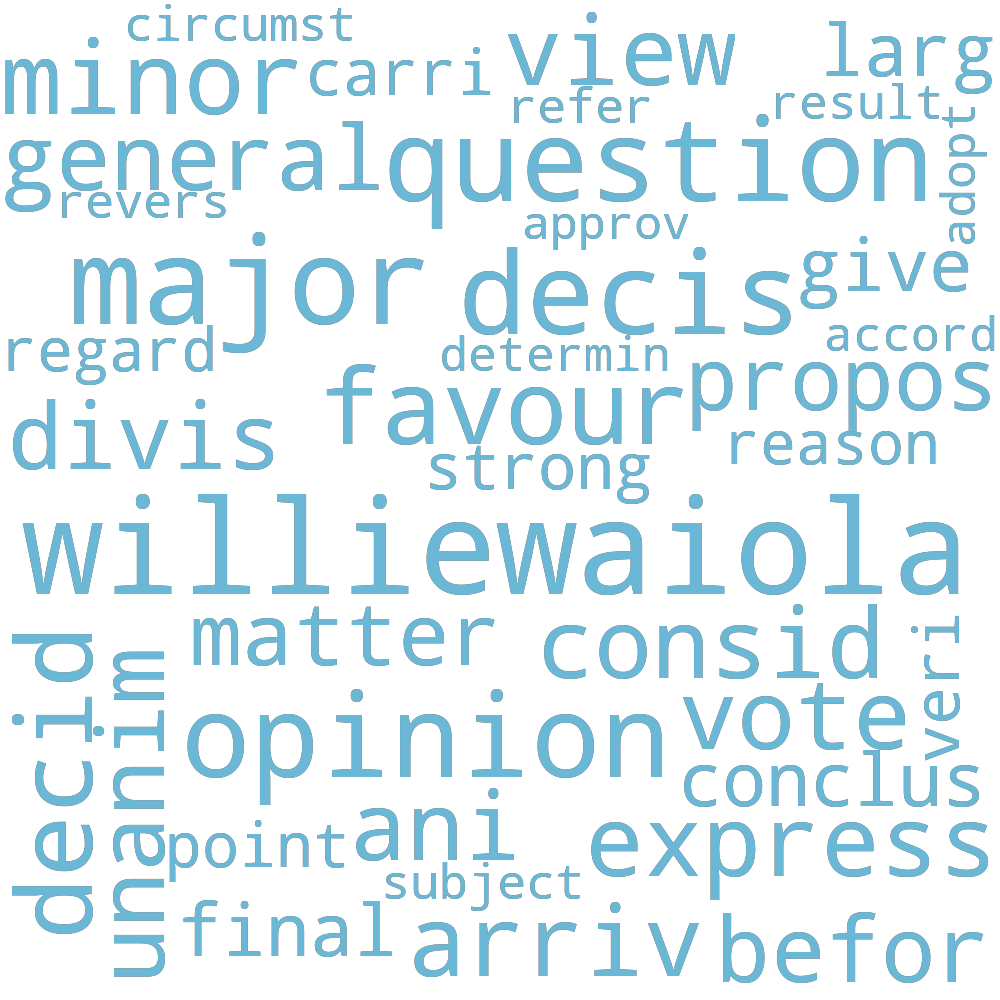 circumst
view
larg
minor
carri
refer
result
adopt
general
question
revers
approv
major
decis
give
regard
determin
accord
favour
propos
divis
strong
reason
williewaiola
decid
unanim
matter
consid
veri
opinion
vote
conclus
point
ani
express
subject
final
arriv
befor